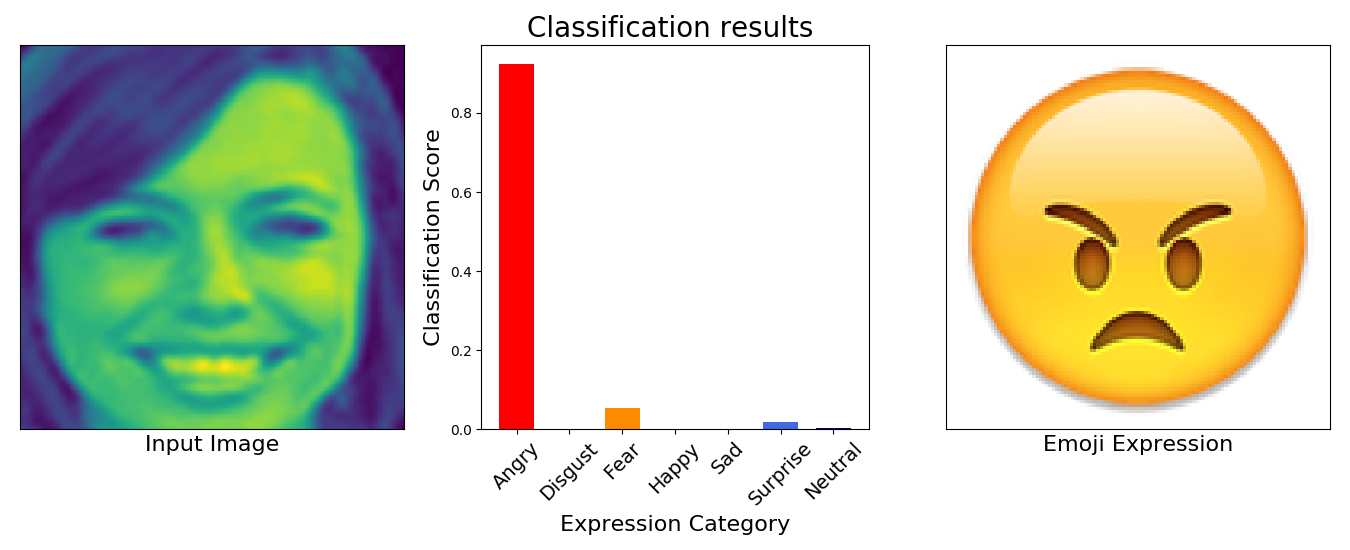 Classification results
Classification Score
0.8
0.6
0.4
0.2
0.0
Angry
Disgust
Fear
Happy
Sad
Surprise
Neutral
Expression Category
Input Image
Emoji Expression